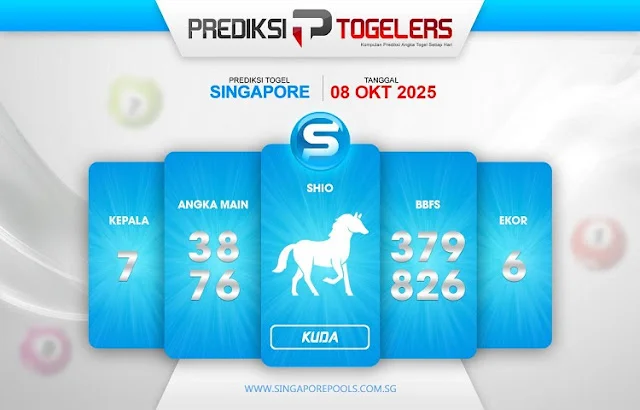 PREDIKSI TP TOGELERS
Kumpulan Prediksi Angka Togel Setiap Hari
PREDIKSI TOGEL
SINGAPORE
TANGGAL
08 OKT 2025
S
KEPALA
7
ANGKA MAIN
38
76
SHIO
KUDA
BBFS
379
826
EKOR
6
WWW.SINGAPOREPOOLS.COM.SG